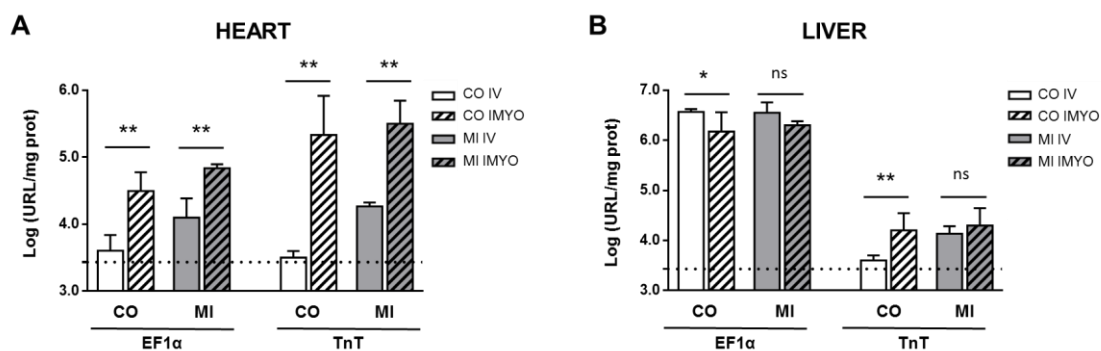 A
HEART
Log (URL/mg prot)
6.0
5.0
4.0
3.0
**
**
**
**
CO
MI
CO
MI
EF1α
TnT
CO IV
CO IMYO
MI IV
MI IMYO
B
LIVER
Log (URL/mg prot)
7.0
6.0
5.0
4.0
3.0
*
ns
**
ns
CO
MI
CO
MI
EF1α
TnT
CO IV
CO IMYO
MI IV
MI IMYO